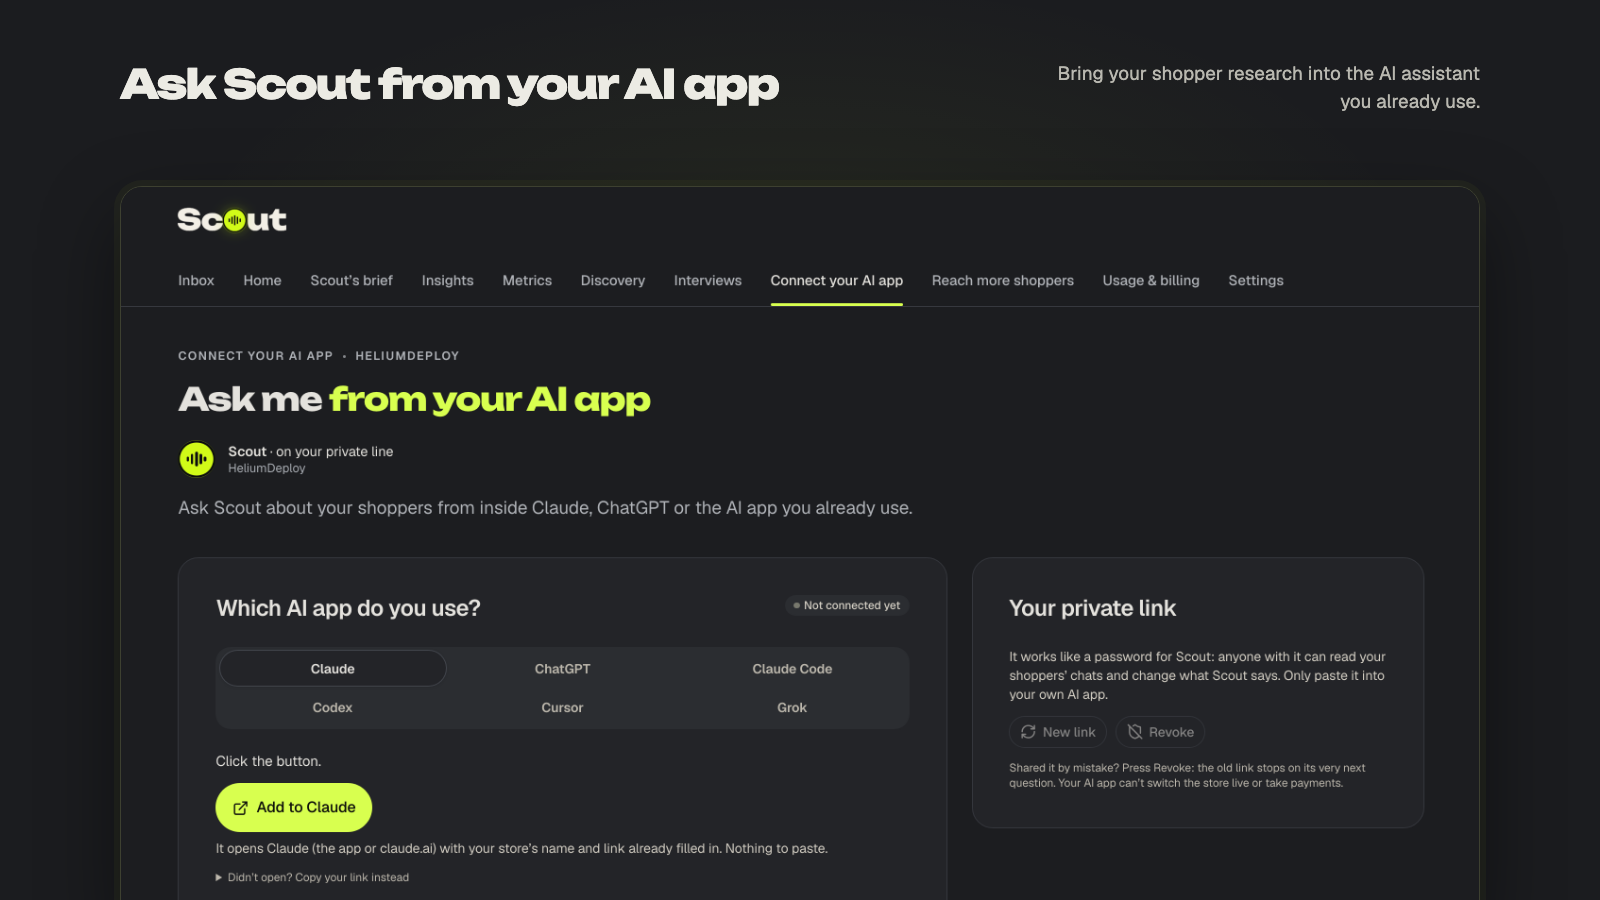 Ask Scout from your AI app
Bring your shopper research into the AI assistant
you already use.
Scout
Inbox Home Scout's brief Insights Metrics Discovery Interviews Connect your AI app Reach more shoppers Usage & billing Settings
CONNECT YOUR AI APP · HELIUMDEPLOY
Ask me from your AI app
Scout · on your private line
HeliumDeploy
Ask Scout about your shoppers from inside Claude, ChatGPT or the AI app you already use.
Which AI app do you use?
Not connected yet
Claude ChatGPT Claude Code
Codex Cursor Grok
Click the button.
Add to Claude
It opens Claude (the app or claude.ai) with your store's name and link already filled in. Nothing to paste.
Didn't open? Copy your link instead
Your private link
It works like a password for Scout: anyone with it can read your
shoppers' chats and change what Scout says. Only paste it into
your own AI app.
New link Revoke
Shared it by mistake? Press Revoke: the old link stops on its very next
question. Your AI app can't switch the store live or take payments.